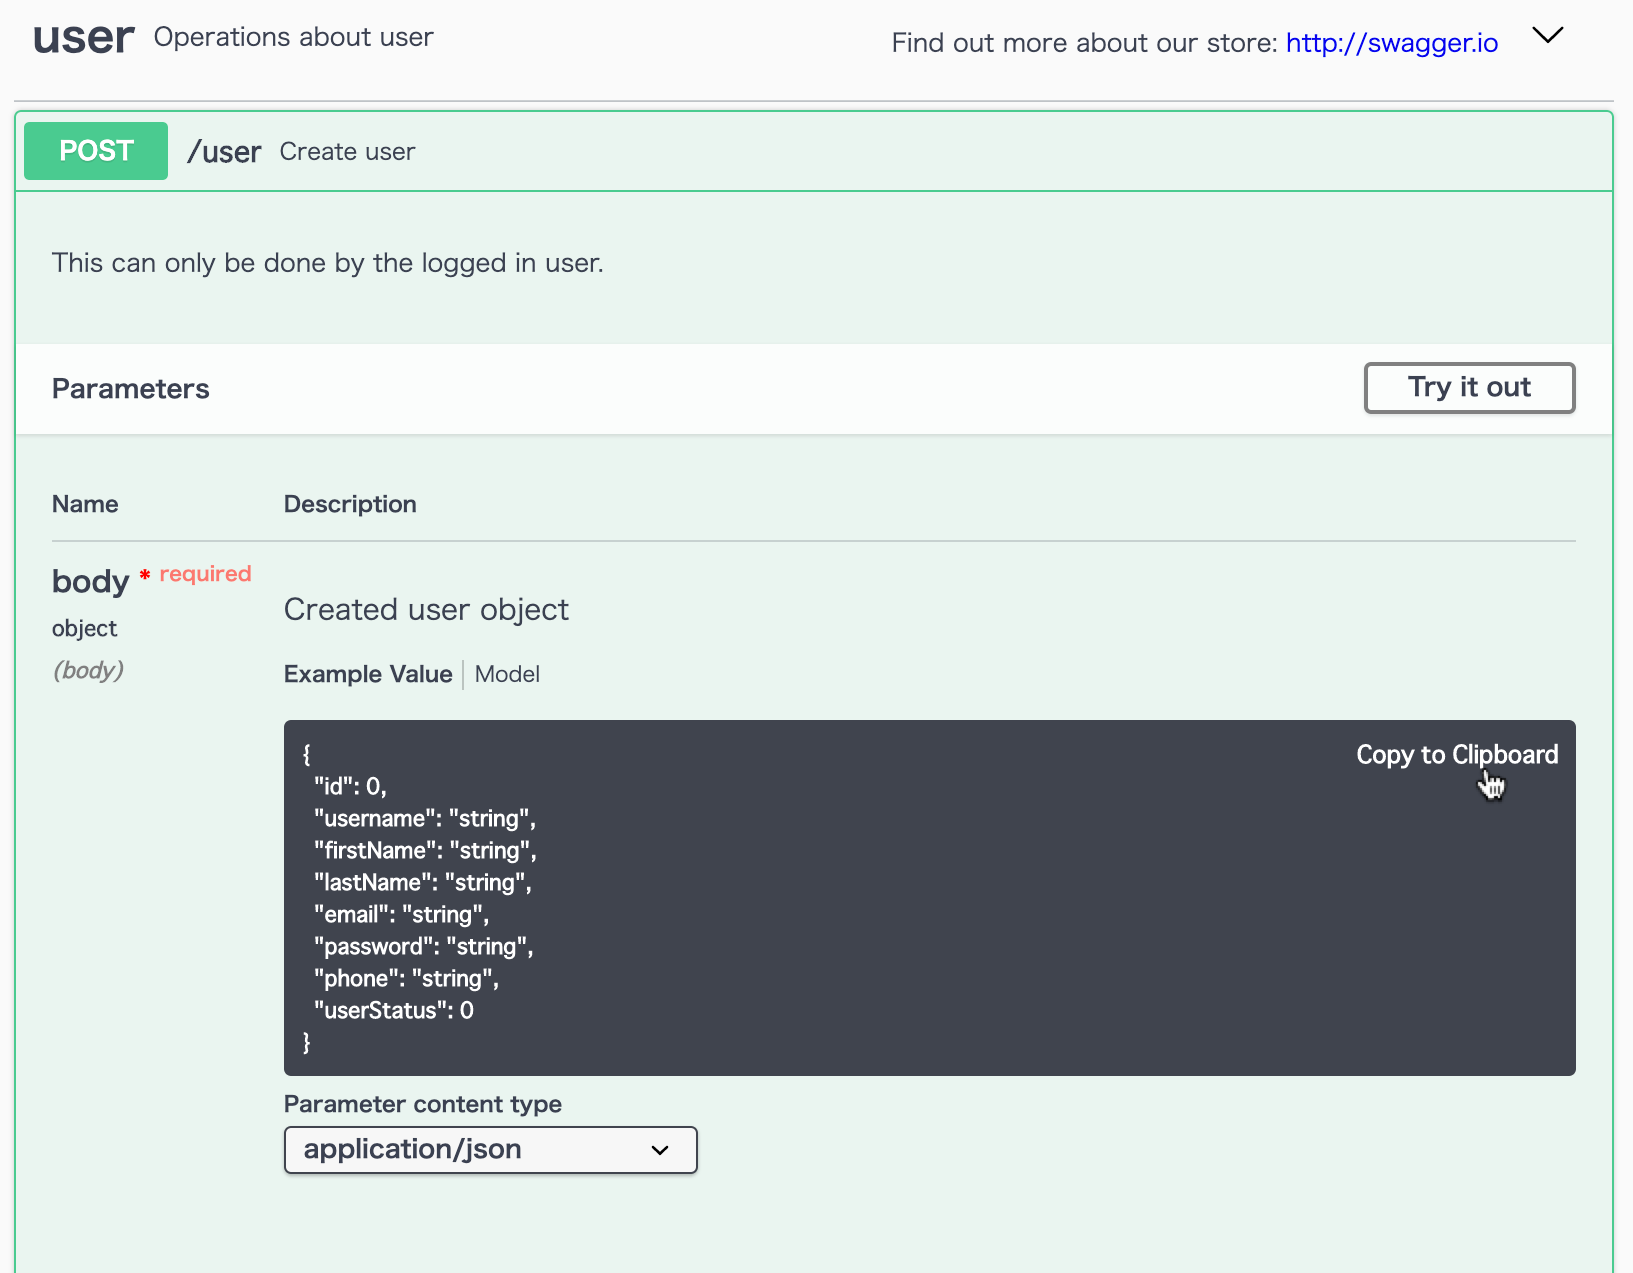 user Operations about user
Find out more about our store: http://swagger.io
POST /user Create user
This can only be done by the logged in user.
Parameters
Try it out
Name Description
body * required
object
(body)
Created user object
Example Value | Model
Copy to Clipboard
{
  "id": 0,
  "username": "string",
  "firstName": "string",
  "lastName": "string",
  "email": "string",
  "password": "string",
  "phone": "string",
  "userStatus": 0
}
Parameter content type
application/json